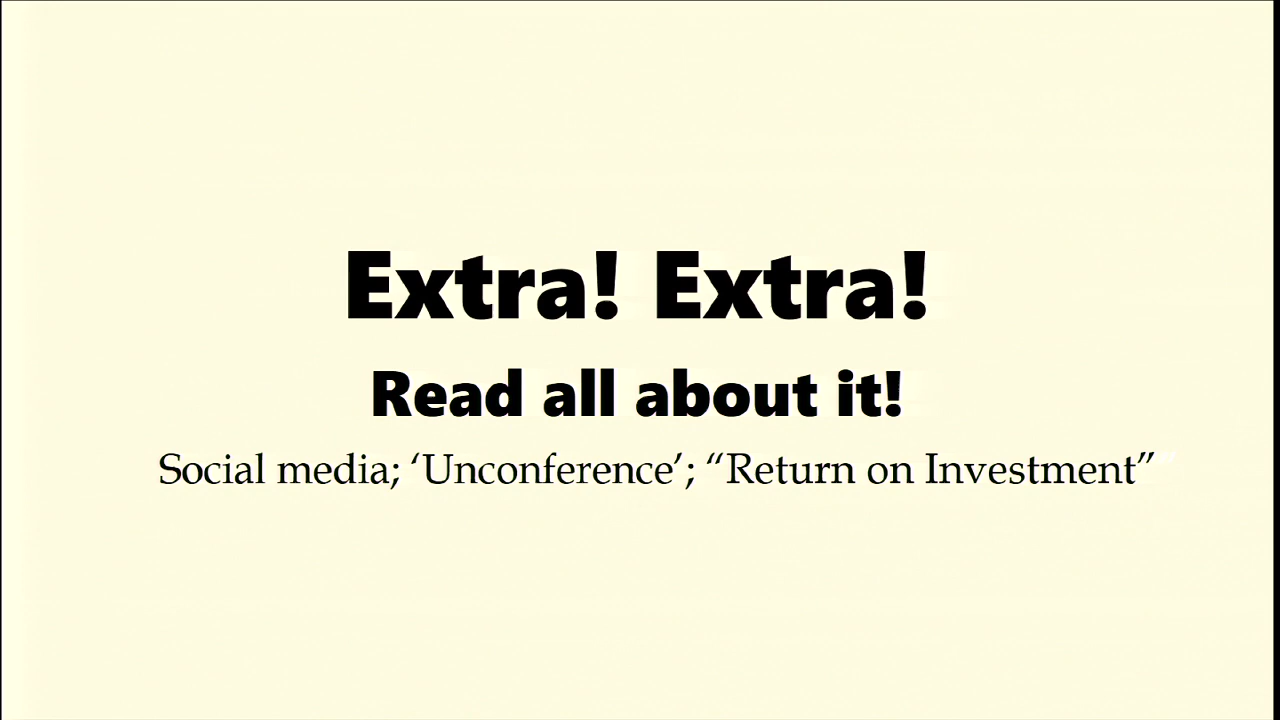 Extra! Extra!
Read all about it!
Social media; ‘Unconference’; “Return on Investment”